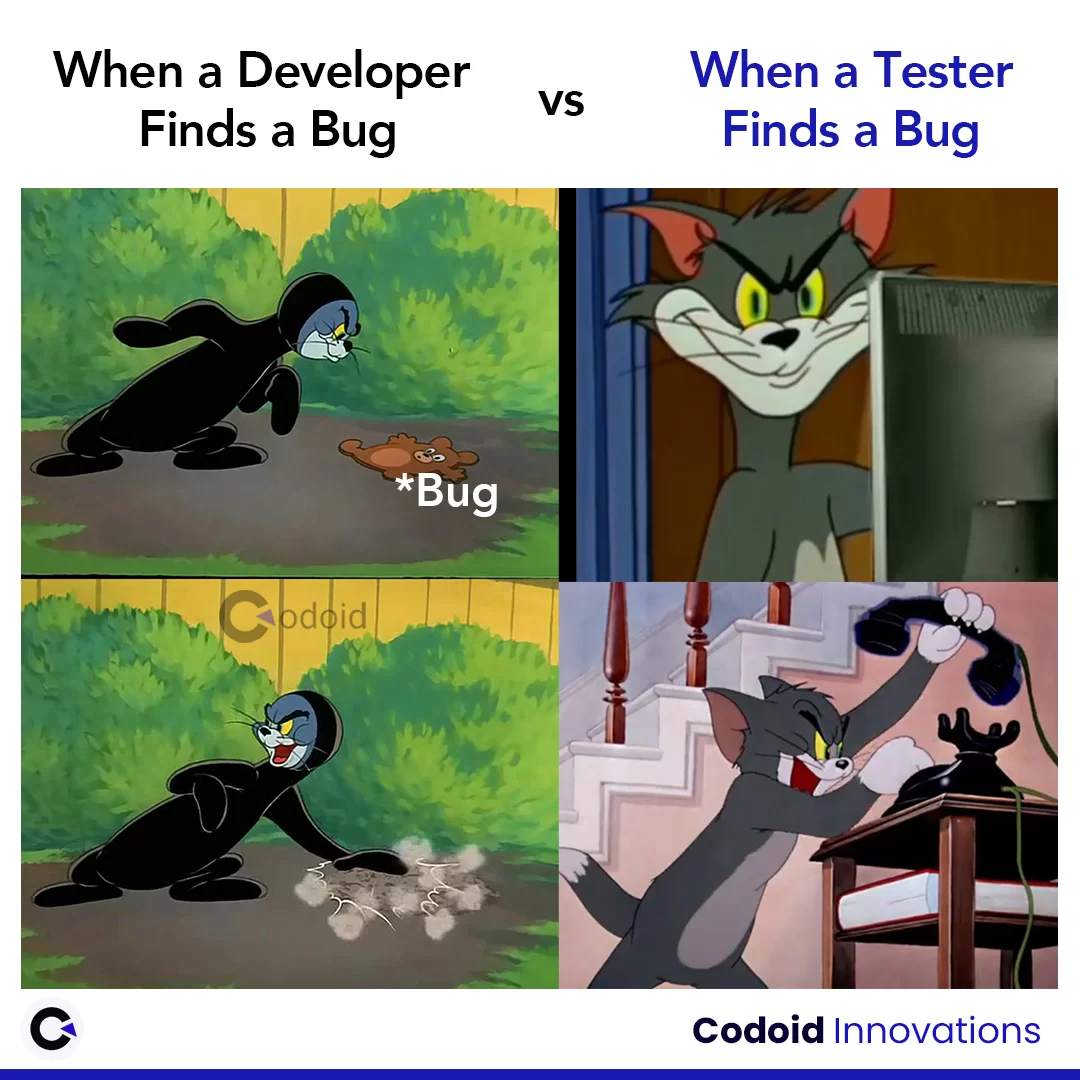 When a Developer
Finds a Bug
vs
When a Tester
Finds a Bug
*Bug
Codoid
Codoid Innovations